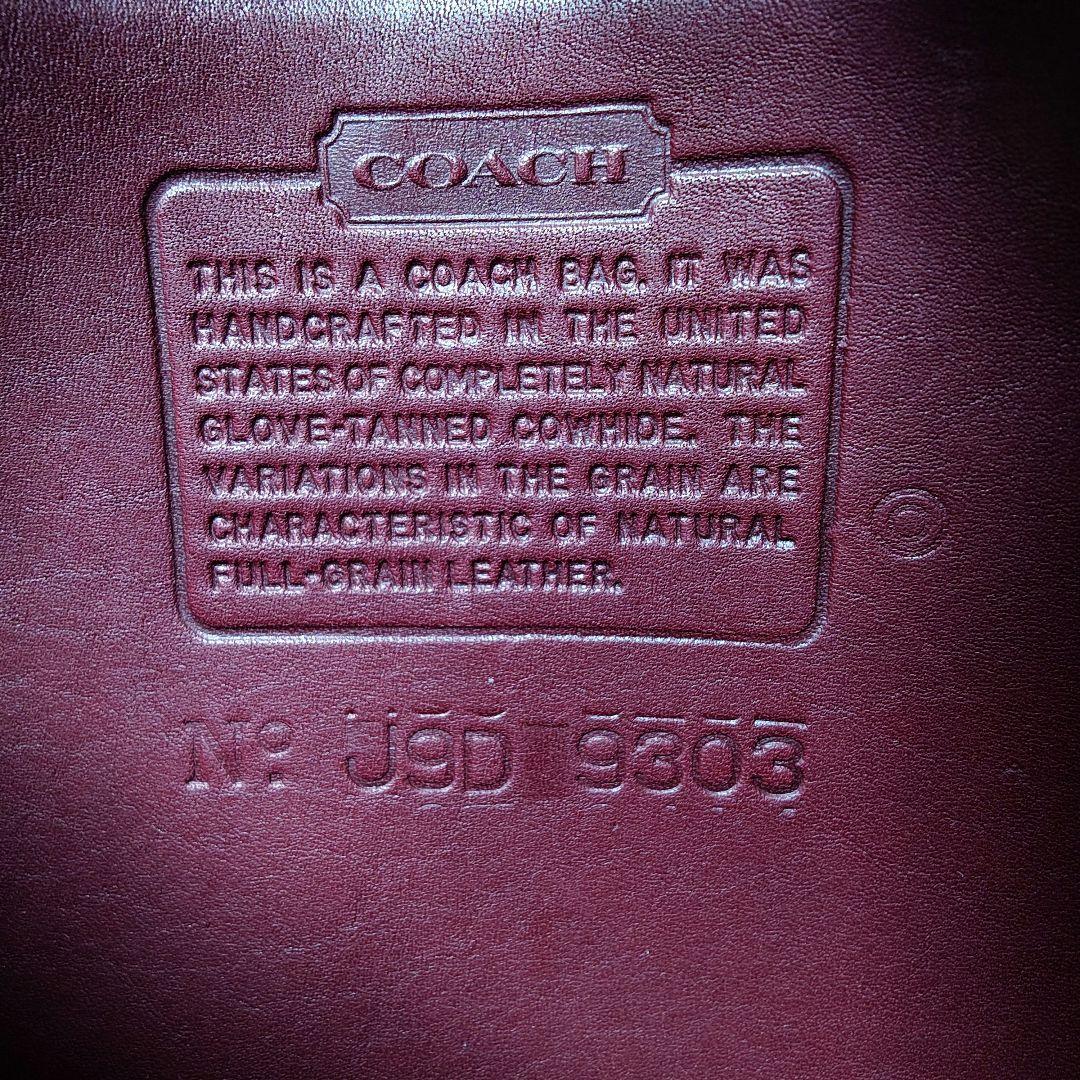 COACH
THIS IS A COACH BAG. IT WAS
HANDCRAFTED IN THE UNITED
STATES OF COMPLETELY NATURAL
GLOVE-TANNED COWHIDE. THE
VARIATIONS IN THE GRAIN ARE
CHARACTERISTIC OF NATURAL
FULL-GRAIN LEATHER.
No J9D 9303